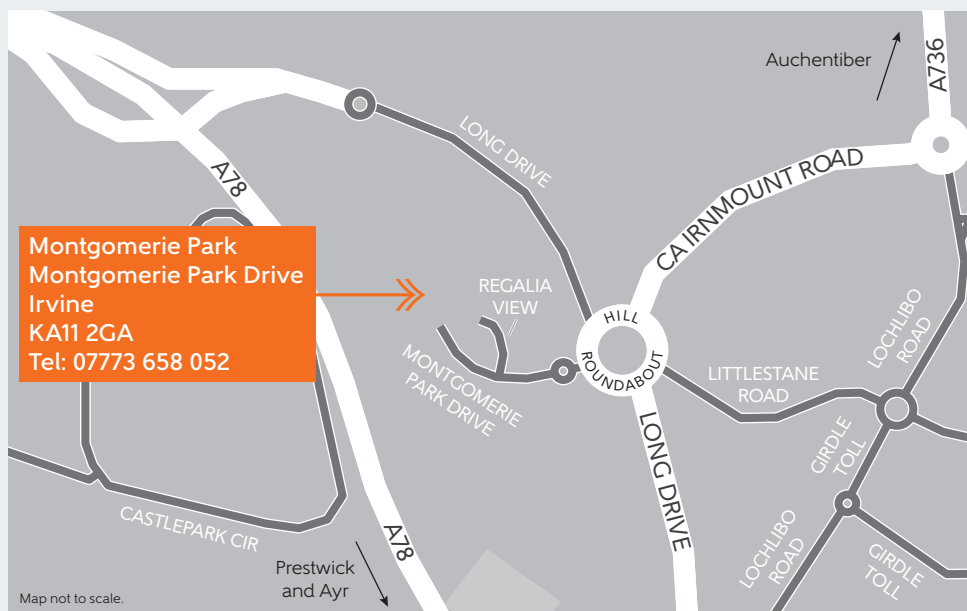 Auchentiber
A736
LONG DRIVE
CA IRNMOUNT ROAD
A78
Montgomerie Park
Montgomerie Park Drive
Irvine
KA11 2GA
Tel: 07773 658 052
REGALIA
VIEW
HILL
ROUNDABOUT
MONTGOMERIE
PARK DRIVE
LITTLESTANE
ROAD
LOCHLIBO
ROAD
GIRDLE
TOLL
LONG DRIVE
CASTLEPARK CIR
A78
LOCHLIBO
ROAD
GIRDLE
TOLL
Prestwick
and Ayr
Map not to scale.